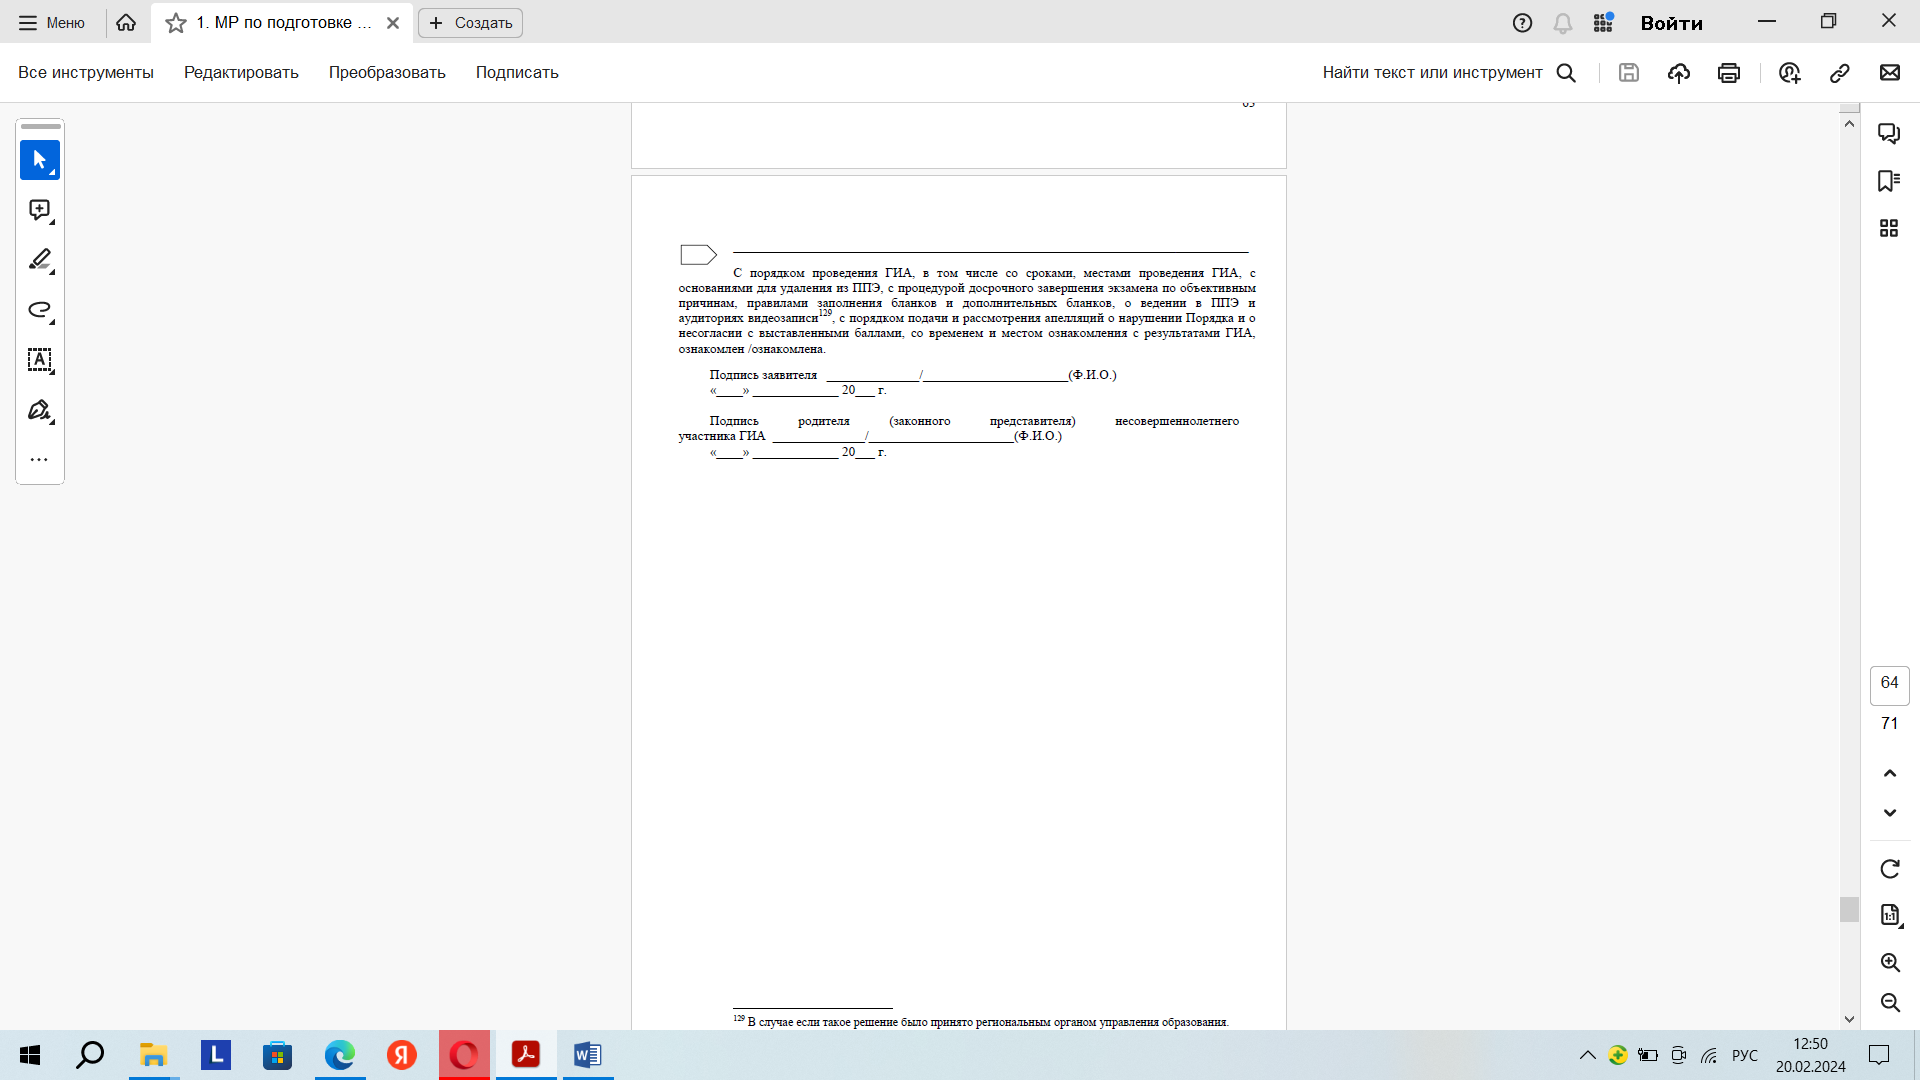 Меню
1. МР по подготовке ...
Создать
Войти
Все инструменты
Редактировать
Преобразовать
Подписать
Найти текст или инструмент
С порядком проведения ГИА, в том числе со сроками, местами проведения ГИА, с
основаниями для удаления из ППЭ, с процедурой досрочного завершения экзамена по объективным
причинам, правилами заполнения бланков и дополнительных бланков, о ведении в ППЭ и
аудиториях видеозаписи129, с порядком подачи и рассмотрения апелляций о нарушении Порядка и о
несогласии с выставленными баллами, со временем и местом ознакомления с результатами ГИА,
ознакомлен /ознакомлена.
Подпись заявителя ______________/______________________(Ф.И.О.)
«____» _____________ 20___ г.
Подпись родителя (законного представителя) несовершеннолетнего
участника ГИА ______________/______________________(Ф.И.О.)
«____» _____________ 20___ г.
129 В случае если такое решение было принято региональным органом управления образования.
64
71
1:1
L
Я
W
РУС
12:50
20.02.2024